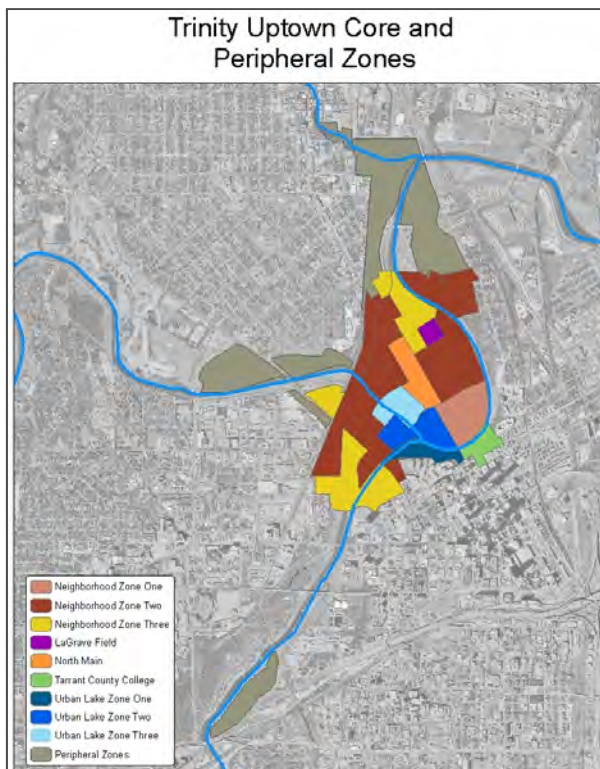 Trinity Uptown Core and
Peripheral Zones
Neighborhood Zone One
Neighborhood Zone Two
Neighborhood Zone Three
LaGrave Field
North Main
Tarrant County College
Urban Lake Zone One
Urban Lake Zone Two
Urban Lake Zone Three
Peripheral Zones